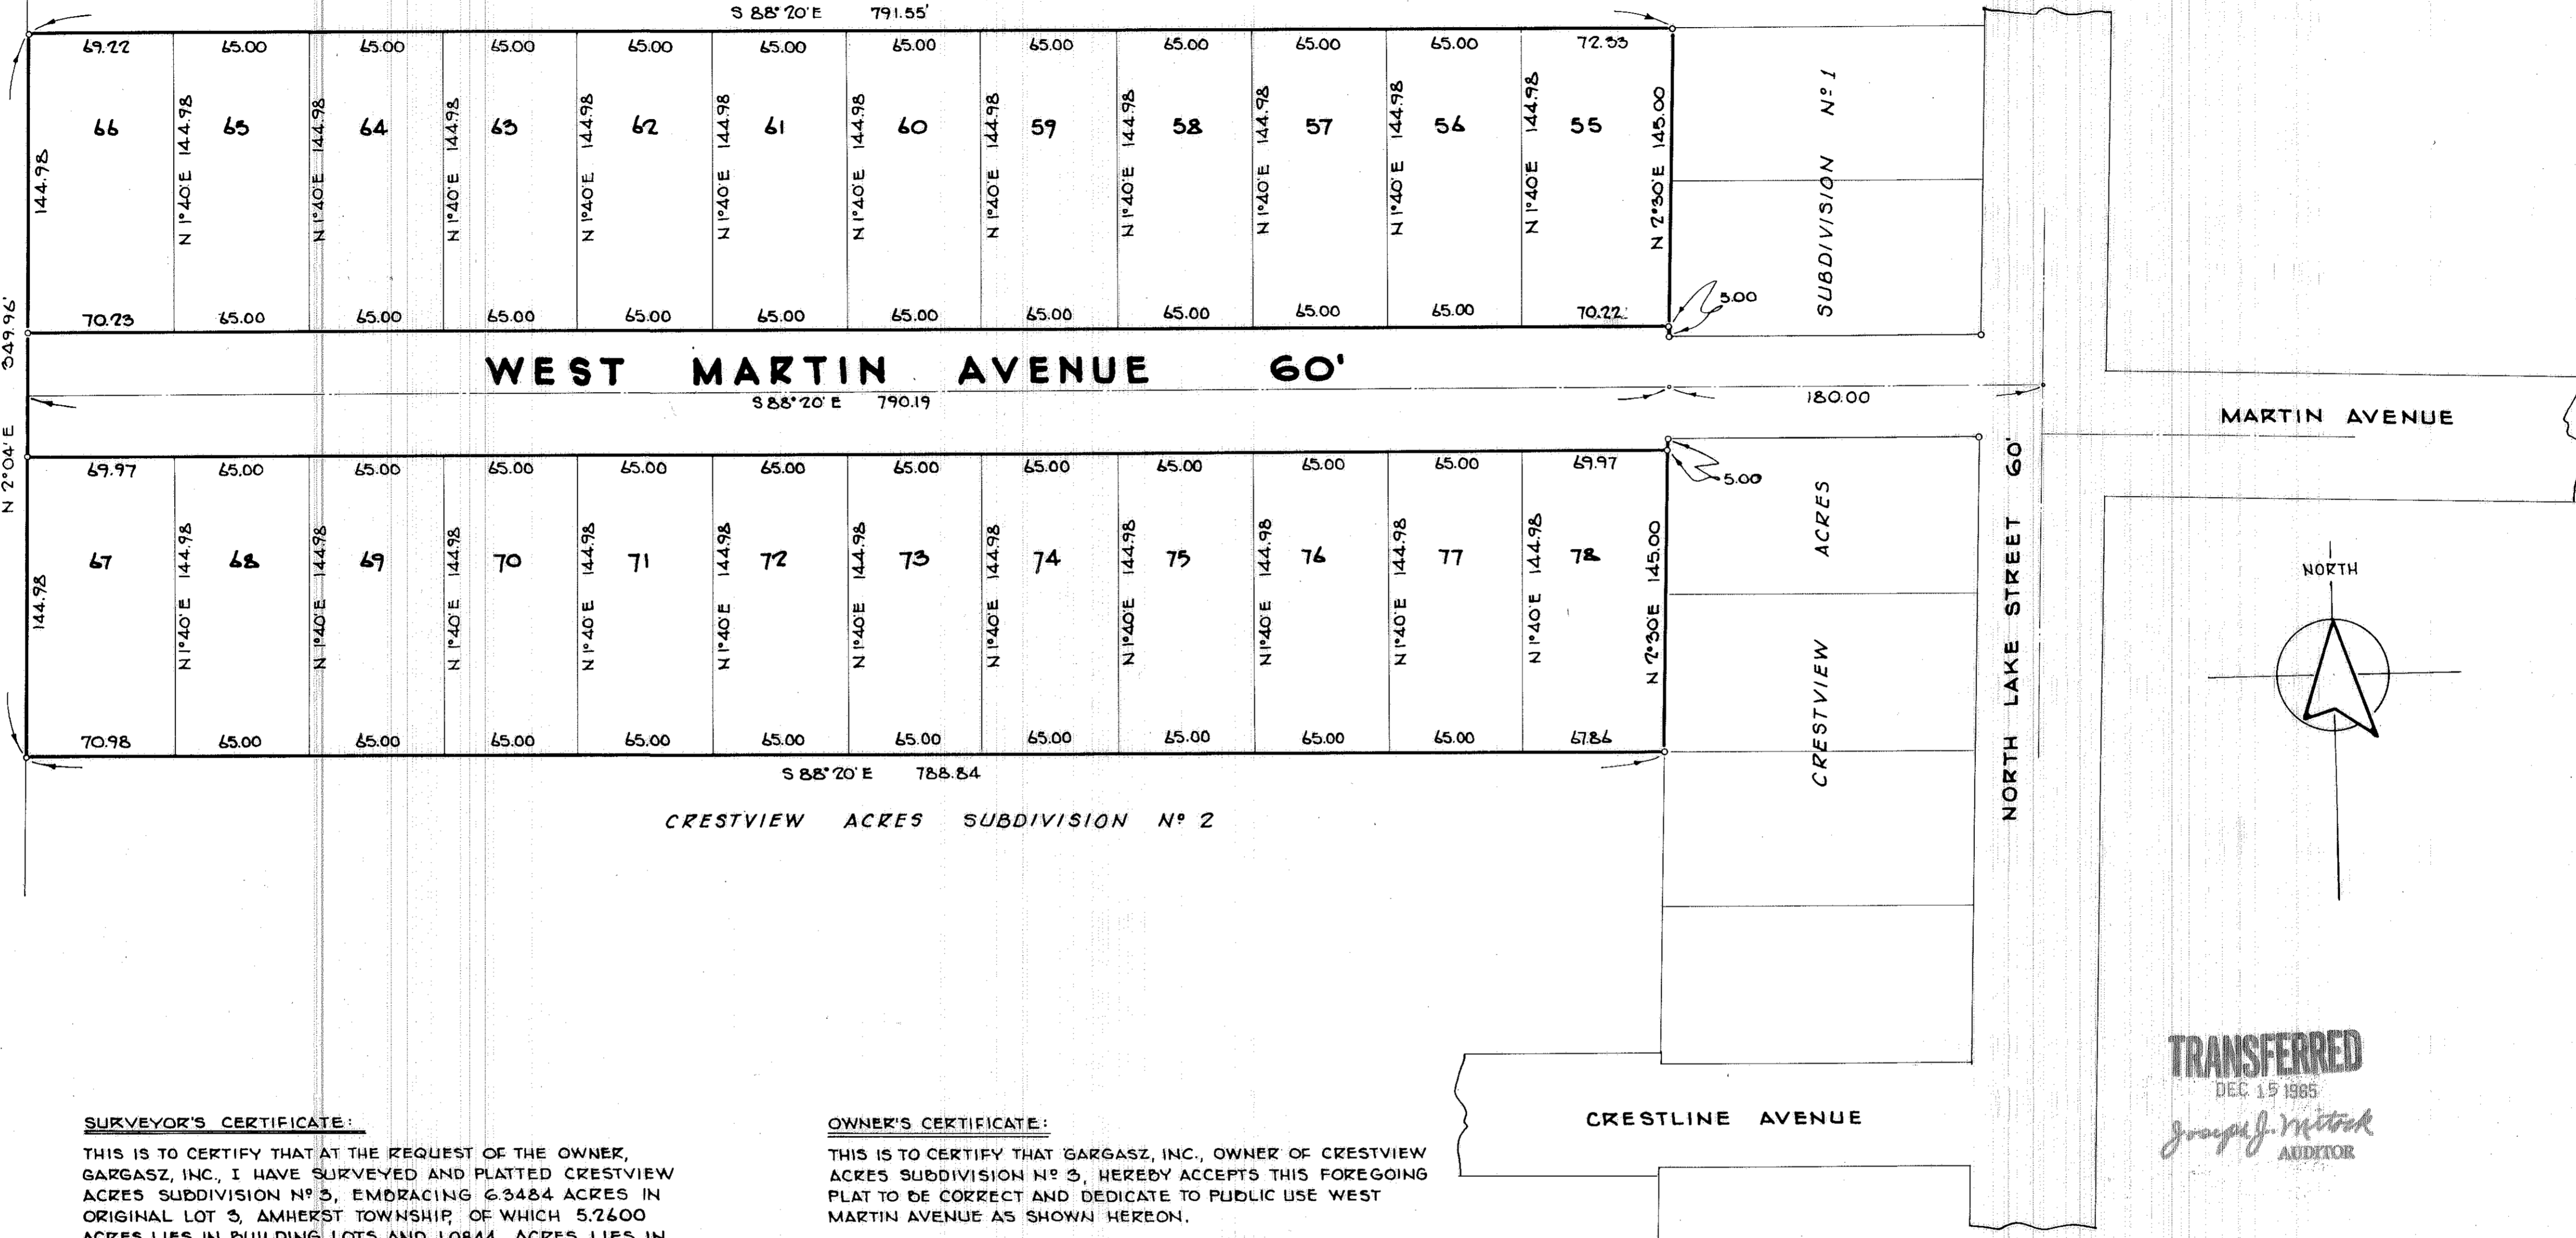 S 88°20'E 791.55'
69.22 65.00 65.00 65.00 65.00 65.00 65.00 65.00 65.00 65.00 65.00 72.33
66 65 64 63 62 61 60 59 58 57 56 55
144.98
N 1°40'E 144.98
N 1°40'E 144.98
N 1°40'E 144.98
N 1°40'E 144.98
N 1°40'E 144.98
N 1°40'E 144.98
N 1°40'E 144.98
N 1°40'E 144.98
N 1°40'E 144.98
N 1°40'E 144.98
N 1°40'E 144.98
N 2°30'E 145.00
SUBDIVISION Nº 1
70.23 65.00 65.00 65.00 65.00 65.00 65.00 65.00 65.00 65.00 65.00 70.22
5.00
N 2°04'E 349.96'
WEST MARTIN AVENUE 60'
S 88°20'E 790.19
180.00
MARTIN AVENUE
69.97 65.00 65.00 65.00 65.00 65.00 65.00 65.00 65.00 65.00 65.00 69.97
5.00
67 68 69 70 71 72 73 74 75 76 77 78
144.98
N 1°40'E 144.98
N 1°40'E 144.98
N 1°40'E 144.98
N 1°40'E 144.98
N 1°40'E 144.98
N 1°40'E 144.98
N 1°40'E 144.98
N 1°40'E 144.98
N 1°40'E 144.98
N 1°40'E 144.98
N 1°40'E 144.98
N 2°30'E 145.00
CRESTVIEW ACRES
NORTH LAKE STREET 60'
NORTH
70.98 65.00 65.00 65.00 65.00 65.00 65.00 65.00 65.00 65.00 65.00 67.86
S 88°20'E 788.84
CRESTVIEW ACRES SUBDIVISION Nº 2
CRESTLINE AVENUE
TRANSFERRED
DEC 15 1965
Joseph J. Mitock
AUDITOR
SURVEYOR'S CERTIFICATE:
THIS IS TO CERTIFY THAT AT THE REQUEST OF THE OWNER,
GARGASZ, INC., I HAVE SURVEYED AND PLATTED CRESTVIEW
ACRES SUBDIVISION Nº 3, EMBRACING 6.3484 ACRES IN
ORIGINAL LOT 3, AMHERST TOWNSHIP, OF WHICH 5.2600
ACRES LIES IN BUILDING LOTS AND 1.0844 ACRES LIES IN
OWNER'S CERTIFICATE:
THIS IS TO CERTIFY THAT GARGASZ, INC., OWNER OF CRESTVIEW
ACRES SUBDIVISION Nº 3, HEREBY ACCEPTS THIS FOREGOING
PLAT TO BE CORRECT AND DEDICATE TO PUBLIC USE WEST
MARTIN AVENUE AS SHOWN HEREON.